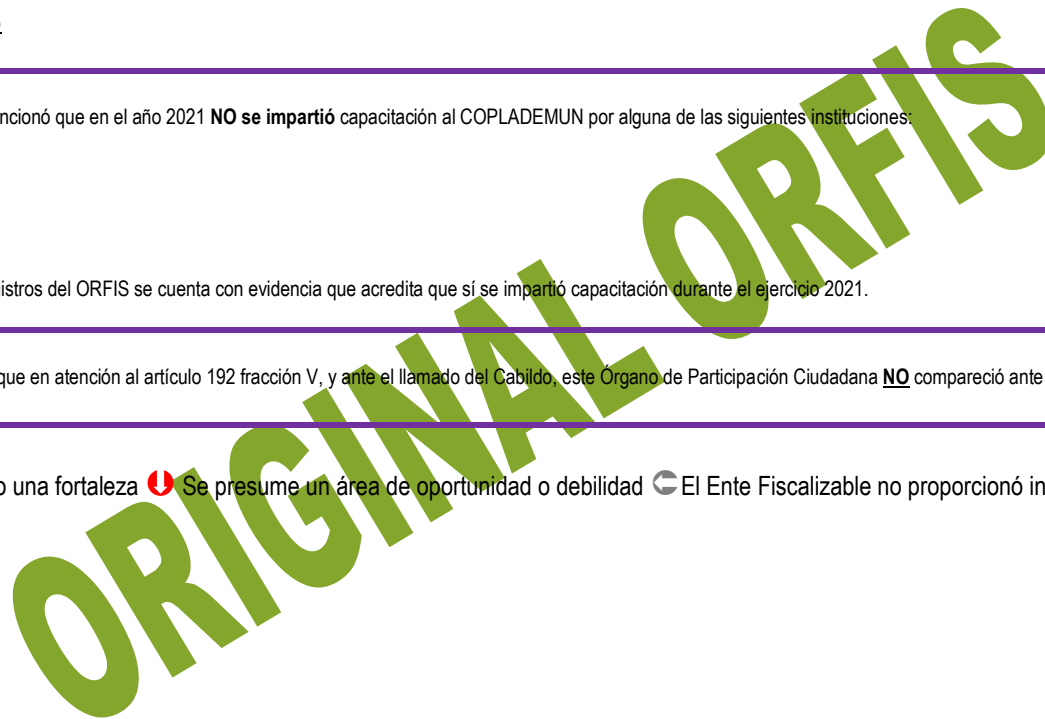 ncionó que en el año 2021 NO se impartió capacitación al COPLADEMUN por alguna de las siguientes instituciones:
istros del ORFIS se cuenta con evidencia que acredita que sí se impartió capacitación durante el ejercicio 2021.
que en atención al artículo 192 fracción V, y ante el llamado del Cabildo, este Órgano de Participación Ciudadana NO compareció ante
o una fortaleza Se presume un área de oportunidad o debilidad El Ente Fiscalizable no proporcionó in
ORIGINAL ORFIS